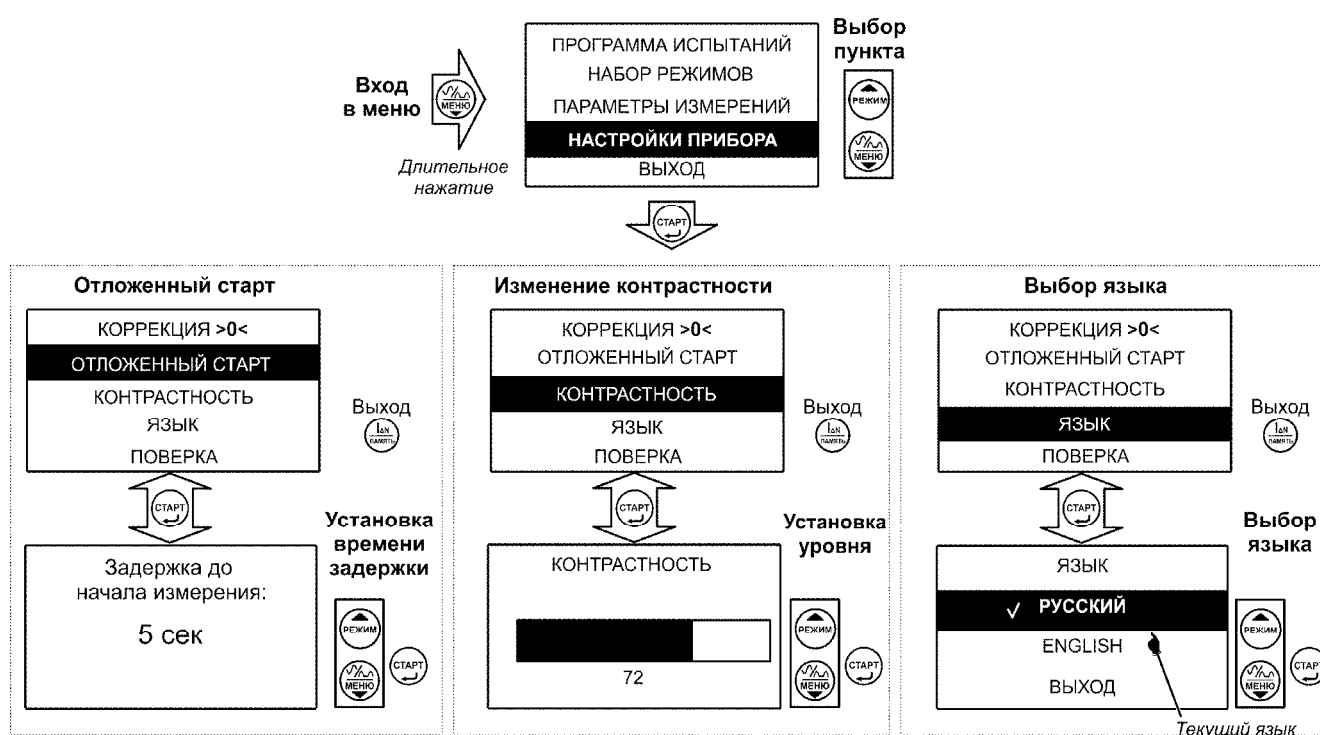 Вход
в меню
МЕНЮ
Длительное
нажатие
ПРОГРАММА ИСПЫТАНИЙ
НАБОР РЕЖИМОВ
ПАРАМЕТРЫ ИЗМЕРЕНИЙ
НАСТРОЙКИ ПРИБОРА
ВЫХОД
Выбор
пункта
РЕЖИМ
МЕНЮ
СТАРТ
Отложенный старт
КОРРЕКЦИЯ >0<
ОТЛОЖЕННЫЙ СТАРТ
КОНТРАСТНОСТЬ
ЯЗЫК
ПОВЕРКА
Выход
IΔN
ПАМЯТЬ
СТАРТ
Задержка до
начала измерения:
5 сек
Установка
времени
задержки
РЕЖИМ
МЕНЮ
СТАРТ
Изменение контрастности
КОРРЕКЦИЯ >0<
ОТЛОЖЕННЫЙ СТАРТ
КОНТРАСТНОСТЬ
ЯЗЫК
ПОВЕРКА
Выход
IΔN
ПАМЯТЬ
СТАРТ
КОНТРАСТНОСТЬ
72
Установка
уровня
РЕЖИМ
МЕНЮ
СТАРТ
Выбор языка
КОРРЕКЦИЯ >0<
ОТЛОЖЕННЫЙ СТАРТ
КОНТРАСТНОСТЬ
ЯЗЫК
ПОВЕРКА
Выход
IΔN
ПАМЯТЬ
СТАРТ
ЯЗЫК
✓ РУССКИЙ
ENGLISH
ВЫХОД
Выбор
языка
РЕЖИМ
МЕНЮ
СТАРТ
Текущий язык